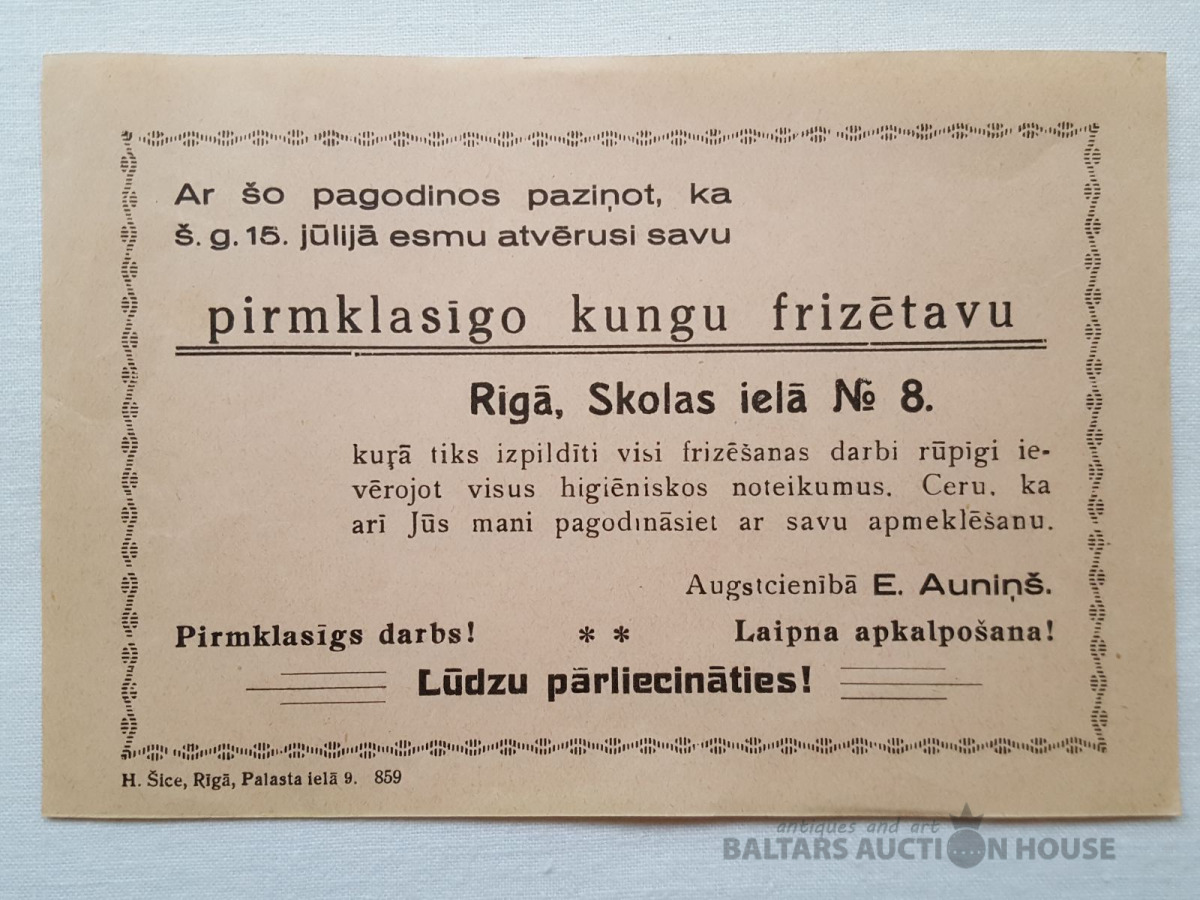 Ar šo pagodinos paziņot, ka
š. g. 15. jūlijā esmu atvērusi savu
pirmklasīgo kungu frizētavu
Rigā, Skolas ielā № 8.
kuŗā tiks izpildīti visi frizēšanas darbi rūpīgi ie-
vērojot visus higiēniskos noteikumus. Ceru, ka
arī Jūs mani pagodināsiet ar savu apmeklēšanu.
Augstcienībā E. Auniņš.
Pirmklasīgs darbs! * * Laipna apkalpošana!
Lūdzu pārliecināties!
H. Šice, Rīgā, Palasta ielā 9. 859
antiques and art
BALTARS AUCTION HOUSE